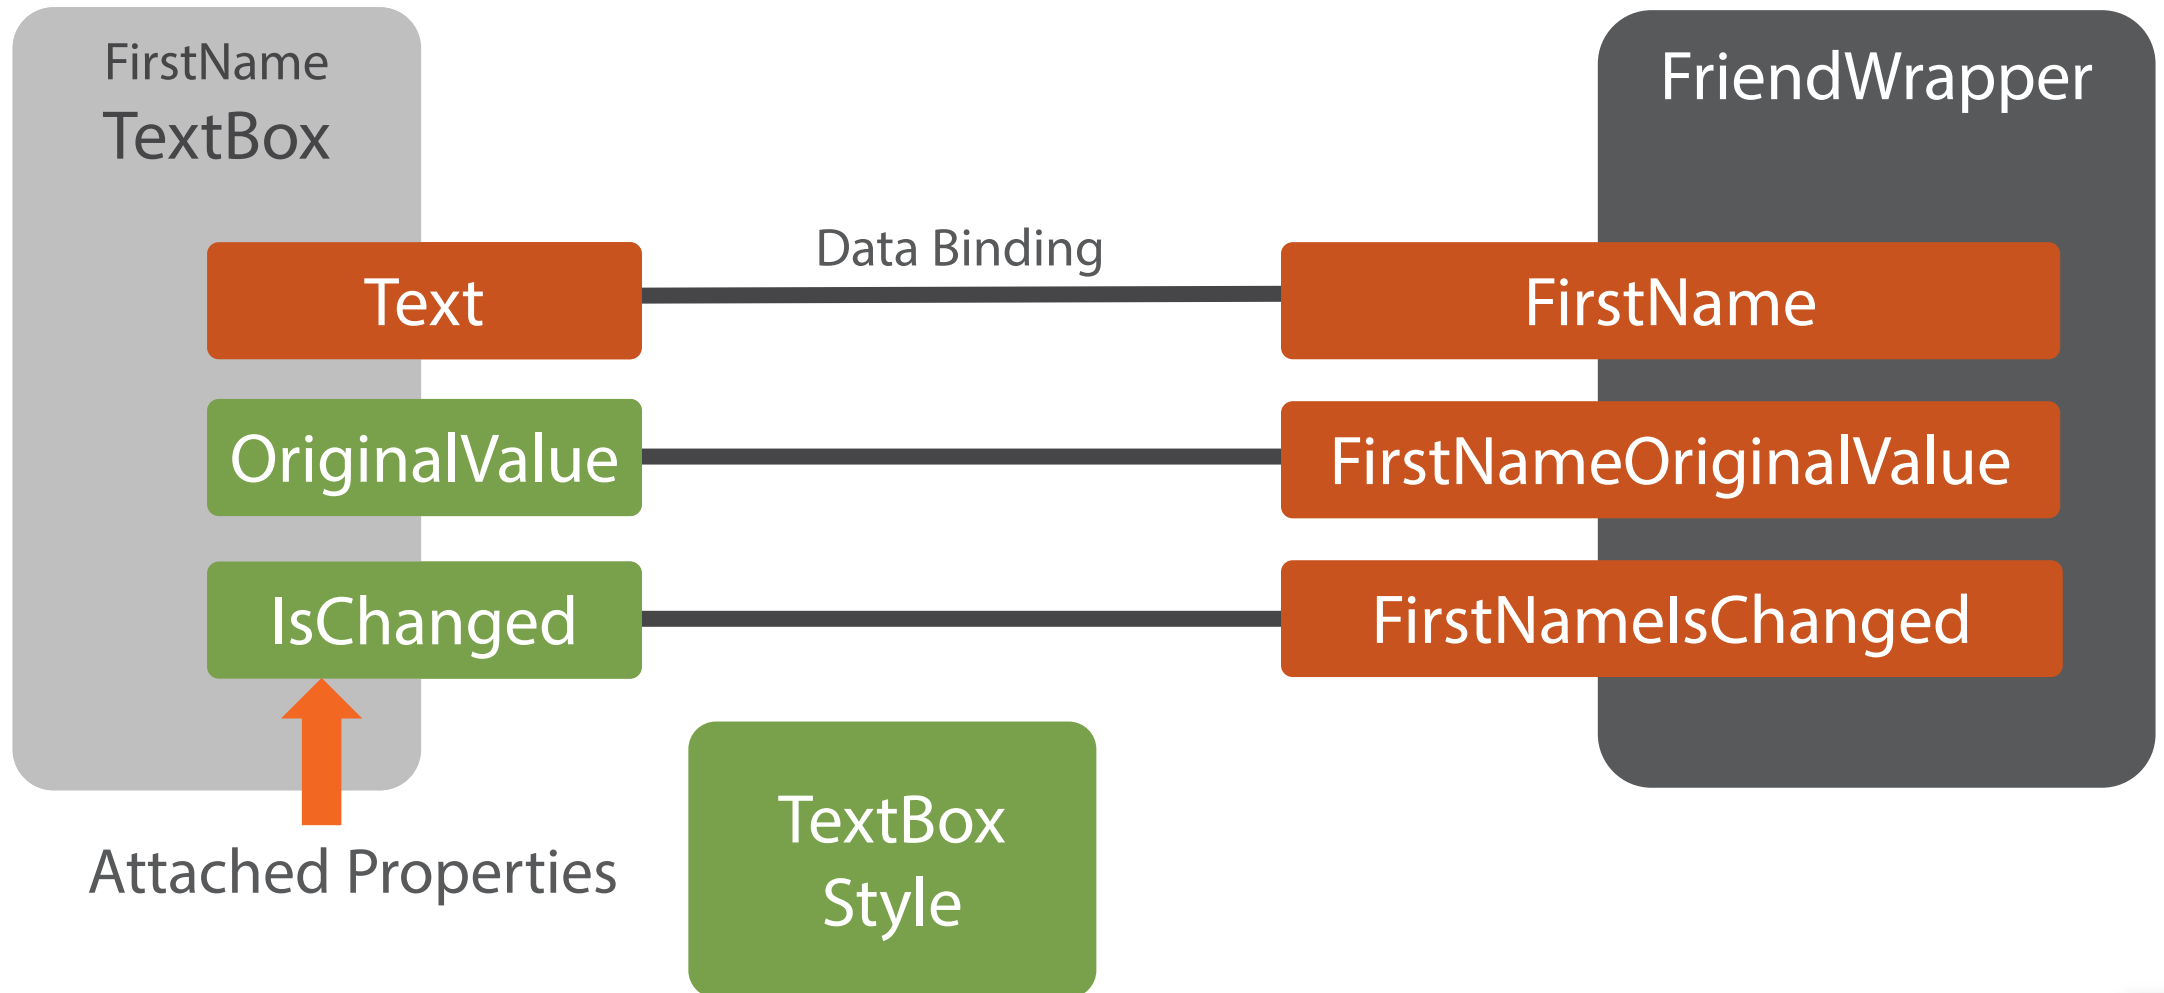 FirstName
TextBox
FriendWrapper
Data Binding
Text
FirstName
OriginalValue
FirstNameOriginalValue
IsChanged
FirstNameIsChanged
Attached Properties
TextBox
Style